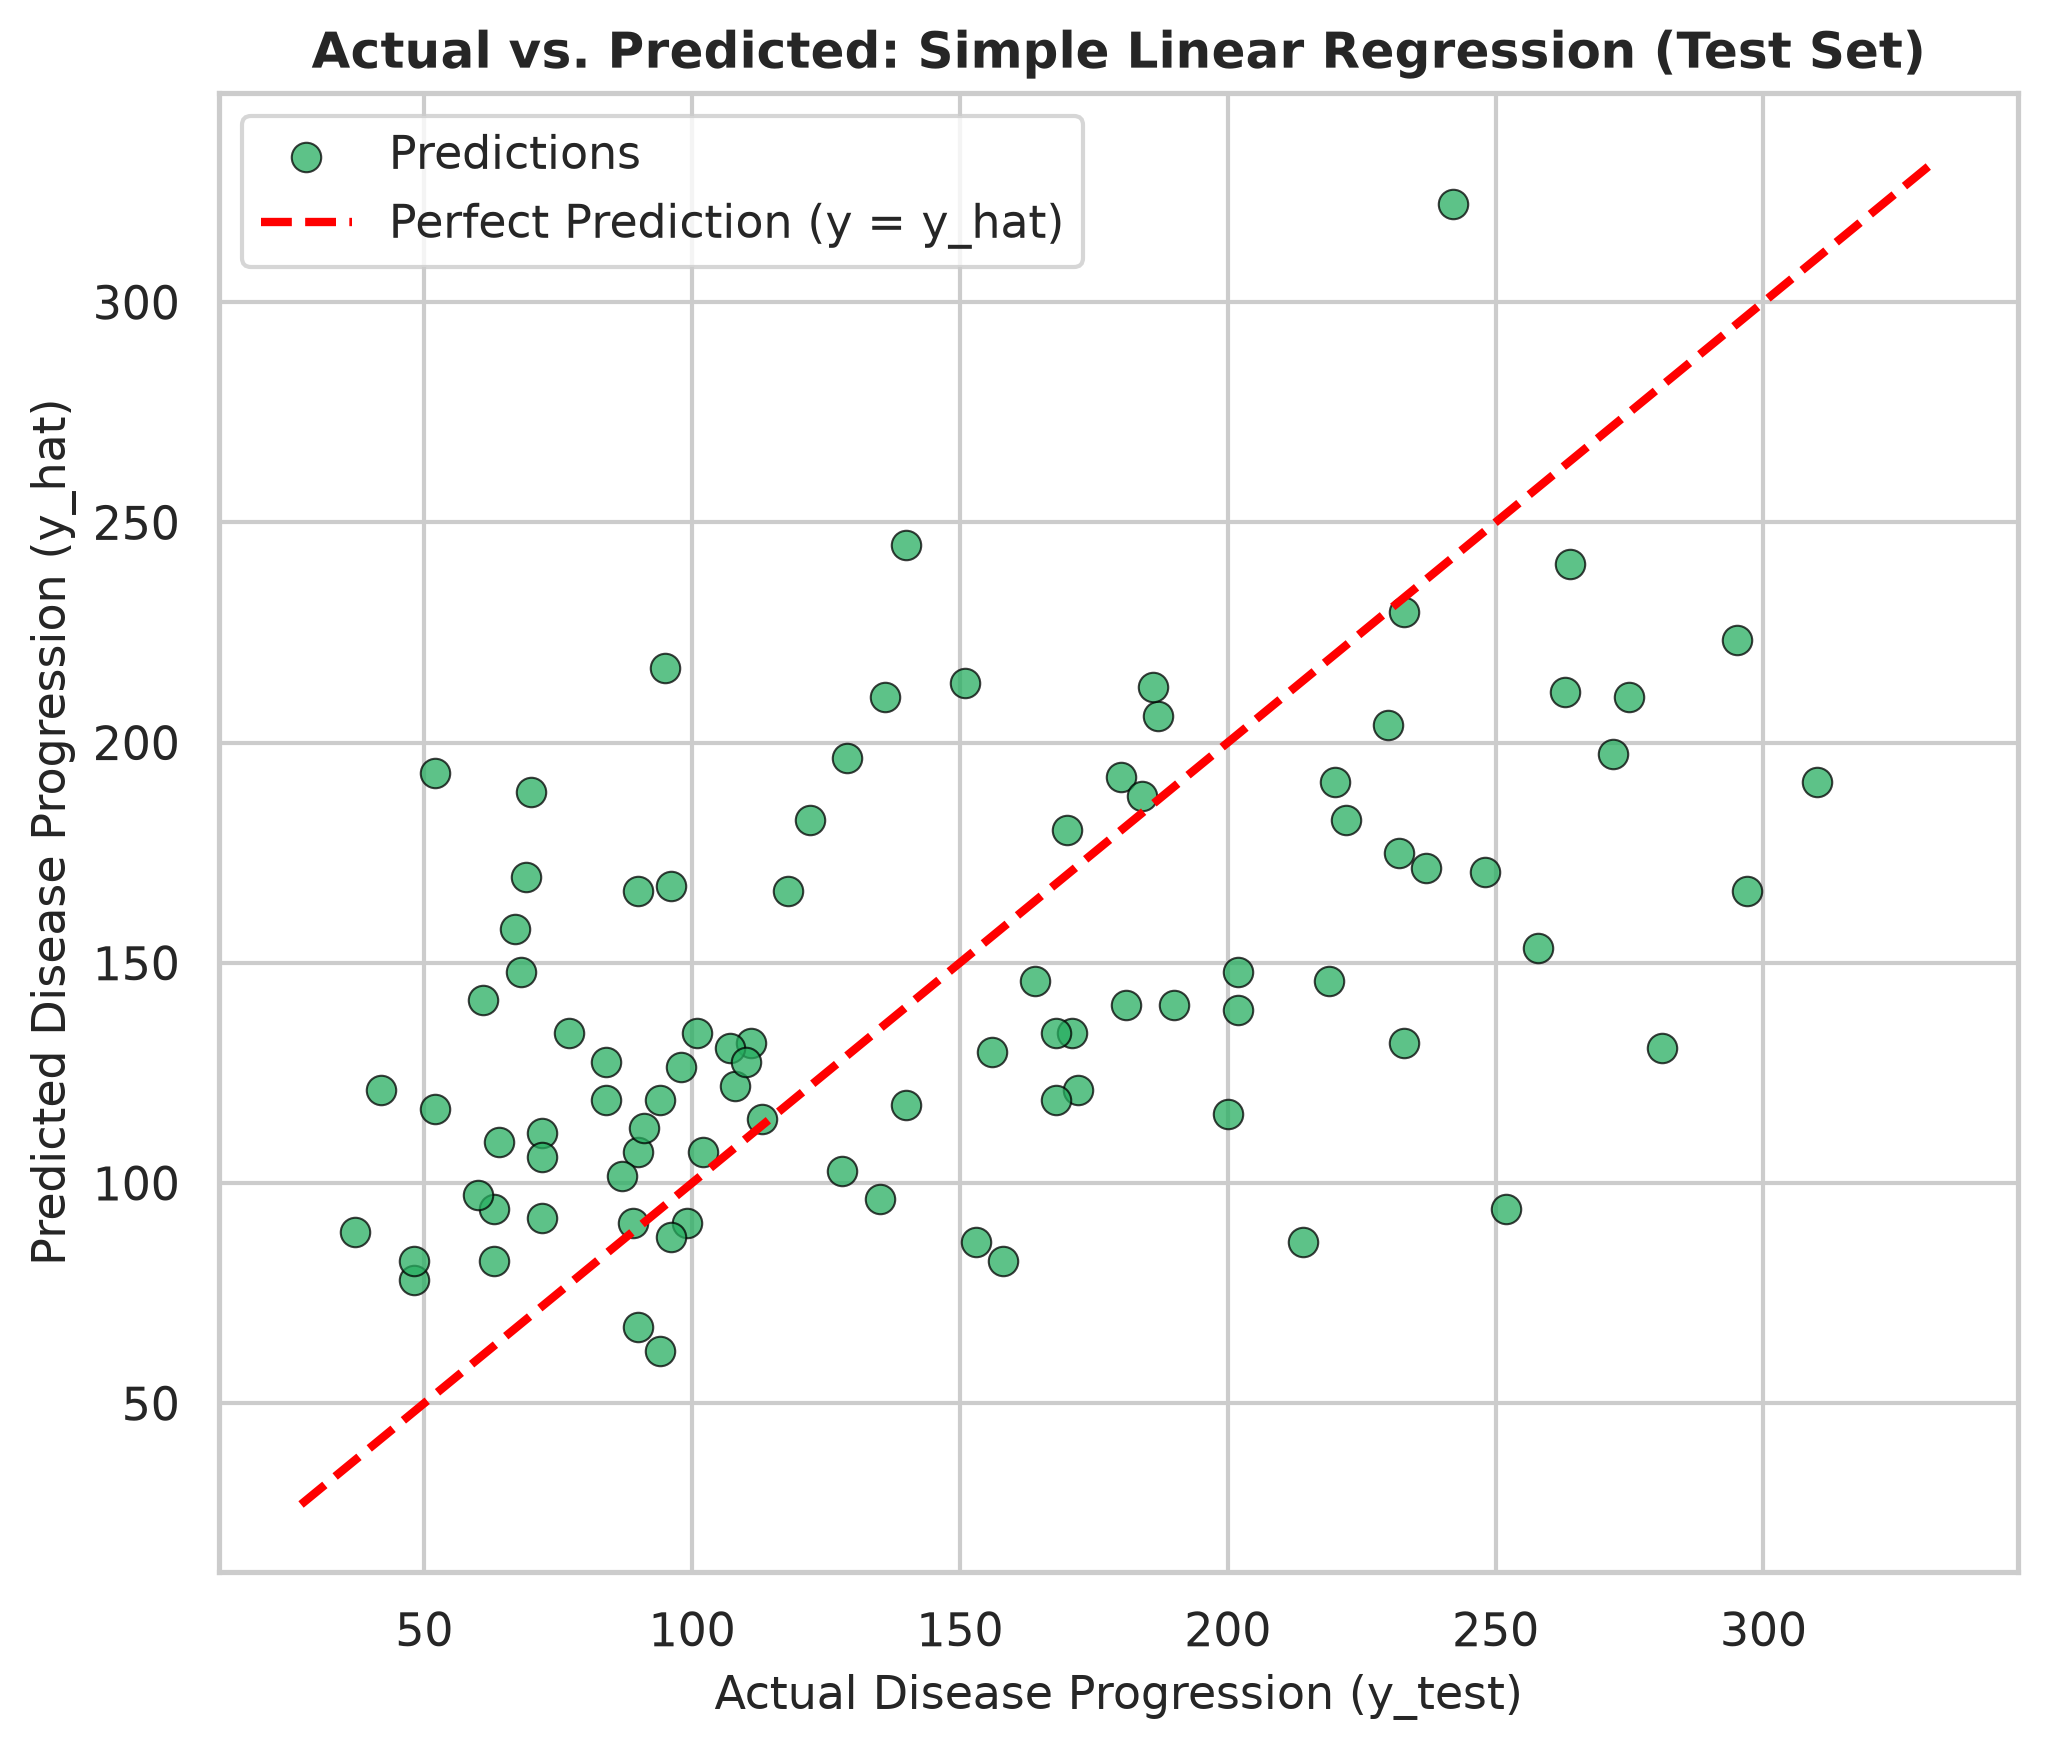 Actual vs. Predicted: Simple Linear Regression (Test Set)
Predictions
Perfect Prediction (y = y_hat)
Predicted Disease Progression (y_hat)
300
250
200
150
100
50
50 100 150 200 250 300
Actual Disease Progression (y_test)